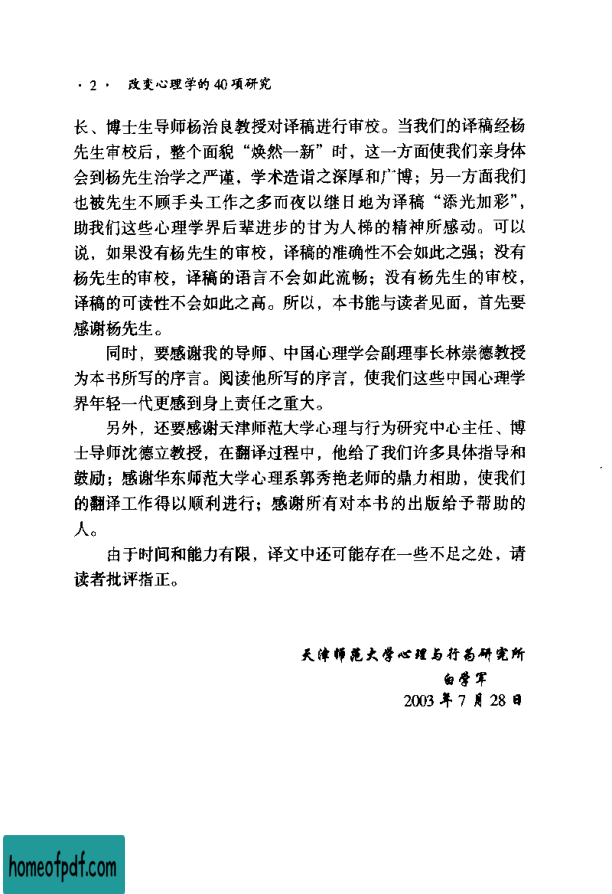 · 2 · 改变心理学的 40 项研究
长、博士生导师杨治良教授对译稿进行审校。当我们的译稿经杨
先生审校后，整个面貌“焕然一新”时，这一方面使我们亲身体
会到杨先生治学之严谨，学术造诣之深厚和广博；另一方面我们
也被先生不顾手头工作之多而夜以继日地为译稿“添光加彩”，
助我们这些心理学界后辈进步的甘为人梯的精神所感动。可以
说，如果没有杨先生的审校，译稿的准确性不会如此之强；没有
杨先生的审校，译稿的语言不会如此流畅；没有杨先生的审校，
译稿的可读性不会如此之高。所以，本书能与读者见面，首先要
感谢杨先生。
同时，要感谢我的导师、中国心理学会副理事长林崇德教授
为本书所写的序言。阅读他所写的序言，使我们这些中国心理学
界年轻一代更感到身上责任之重大。
另外，还要感谢天津师范大学心理与行为研究中心主任、博
士导师沈德立教授，在翻译过程中，他给了我们许多具体指导和
鼓励；感谢华东师范大学心理系郭秀艳老师的鼎力相助，使我们
的翻译工作得以顺利进行；感谢所有对本书的出版给予帮助的
人。
由于时间和能力有限，译文中还可能存在一些不足之处，请
读者批评指正。
天津师范大学心理与行为研究所
白学军
2003 年 7 月 28 日
homeofpdf.com